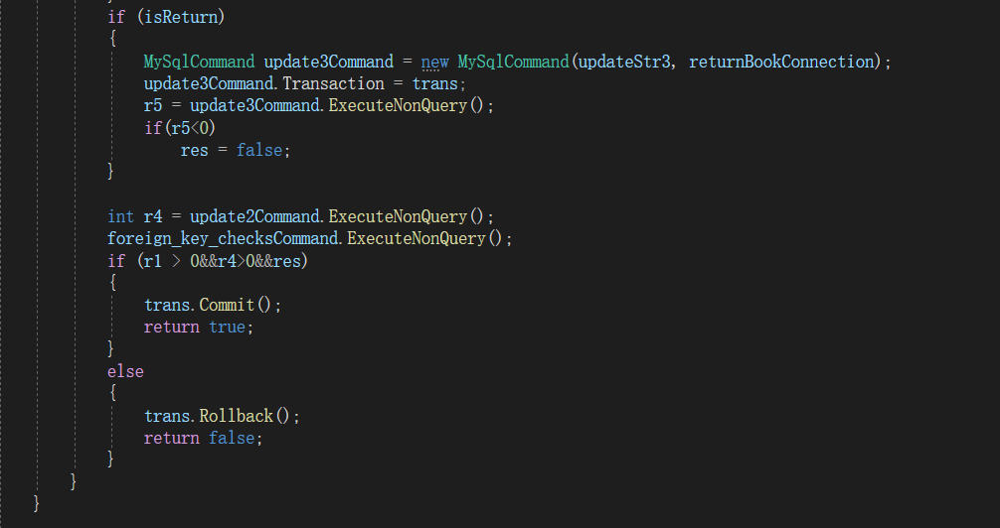 if (isReturn)
{
MySqlCommand update3Command = new MySqlCommand(updateStr3, returnBookConnection);
update3Command.Transaction = trans;
r5 = update3Command.ExecuteNonQuery();
if(r5<0)
res = false;
}
int r4 = update2Command.ExecuteNonQuery();
foreign_key_checksCommand.ExecuteNonQuery();
if (r1 > 0&&r4>0&&res)
{
trans.Commit();
return true;
}
else
{
trans.Rollback();
return false;
}
}
}